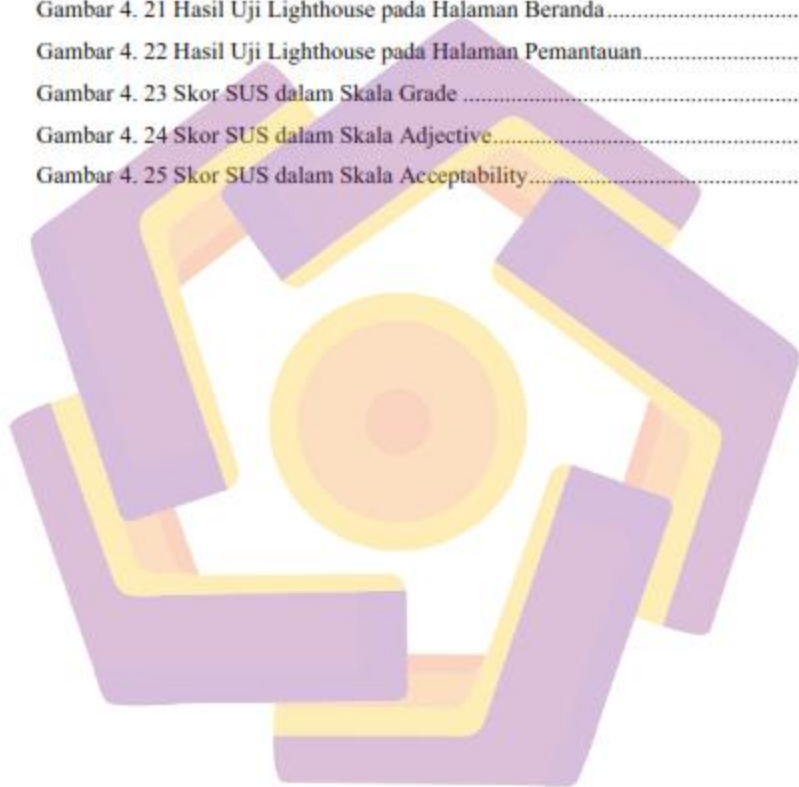 Gambar 4. 21 Hasil Uji Lighthouse pada Halaman Beranda................................
Gambar 4. 22 Hasil Uji Lighthouse pada Halaman Pemantauan..........................
Gambar 4. 23 Skor SUS dalam Skala Grade ........................................................
Gambar 4. 24 Skor SUS dalam Skala Adjective...................................................
Gambar 4. 25 Skor SUS dalam Skala Acceptability.............................................